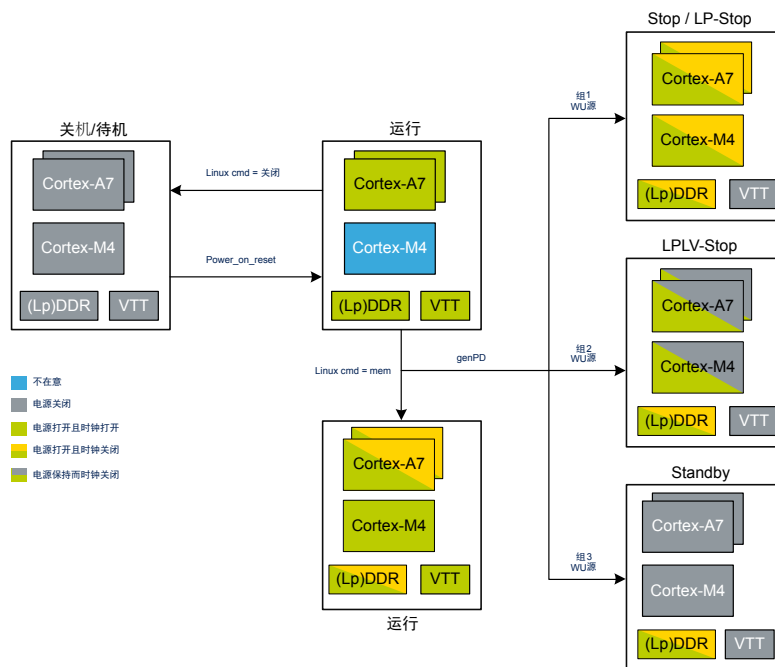 关机/待机
Cortex-A7
Cortex-M4
(Lp)DDR
VTT
Linux cmd = 关闭
Power_on_reset
运行
Cortex-A7
Cortex-M4
(Lp)DDR
VTT
Linux cmd = mem
genPD
Cortex-A7
Cortex-M4
(Lp)DDR
VTT
运行
组1
WU源
组2
WU源
组3
WU源
Stop / LP-Stop
Cortex-A7
Cortex-M4
(Lp)DDR
VTT
LPLV-Stop
Cortex-A7
Cortex-M4
(Lp)DDR
VTT
Standby
Cortex-A7
Cortex-M4
(Lp)DDR
VTT
不在意
电源关闭
电源打开且时钟打开
电源打开且时钟关闭
电源保持而时钟关闭